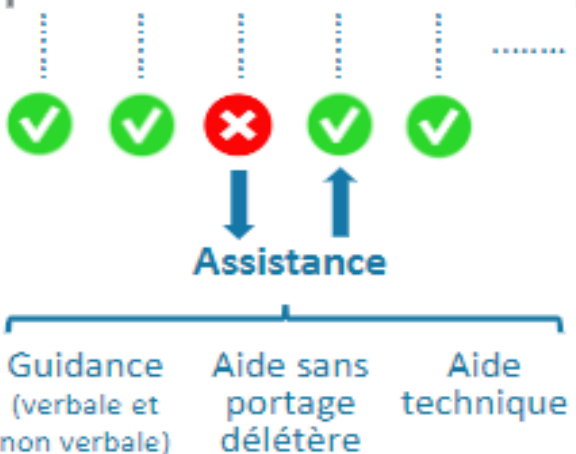 Assistance
Guidance
(verbale et
non verbale)
Aide sans
portage
délétère
Aide
technique